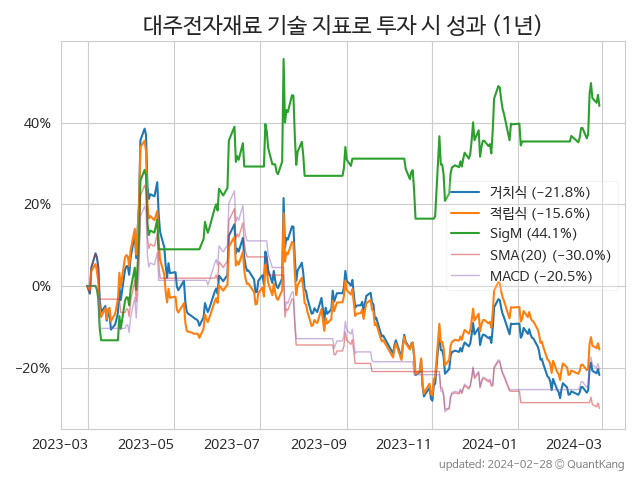 대주전자재료 기술 지표로 투자 시 성과 (1년)
40%
20%
0%
−20%
거치식 (−21.8%)
적립식 (−15.6%)
SigM (44.1%)
SMA(20) (−30.0%)
MACD (−20.5%)
2023-03
2023-05
2023-07
2023-09
2023-11
2024-01
2024-03
updated: 2024-02-28 ⓒ QuantKang